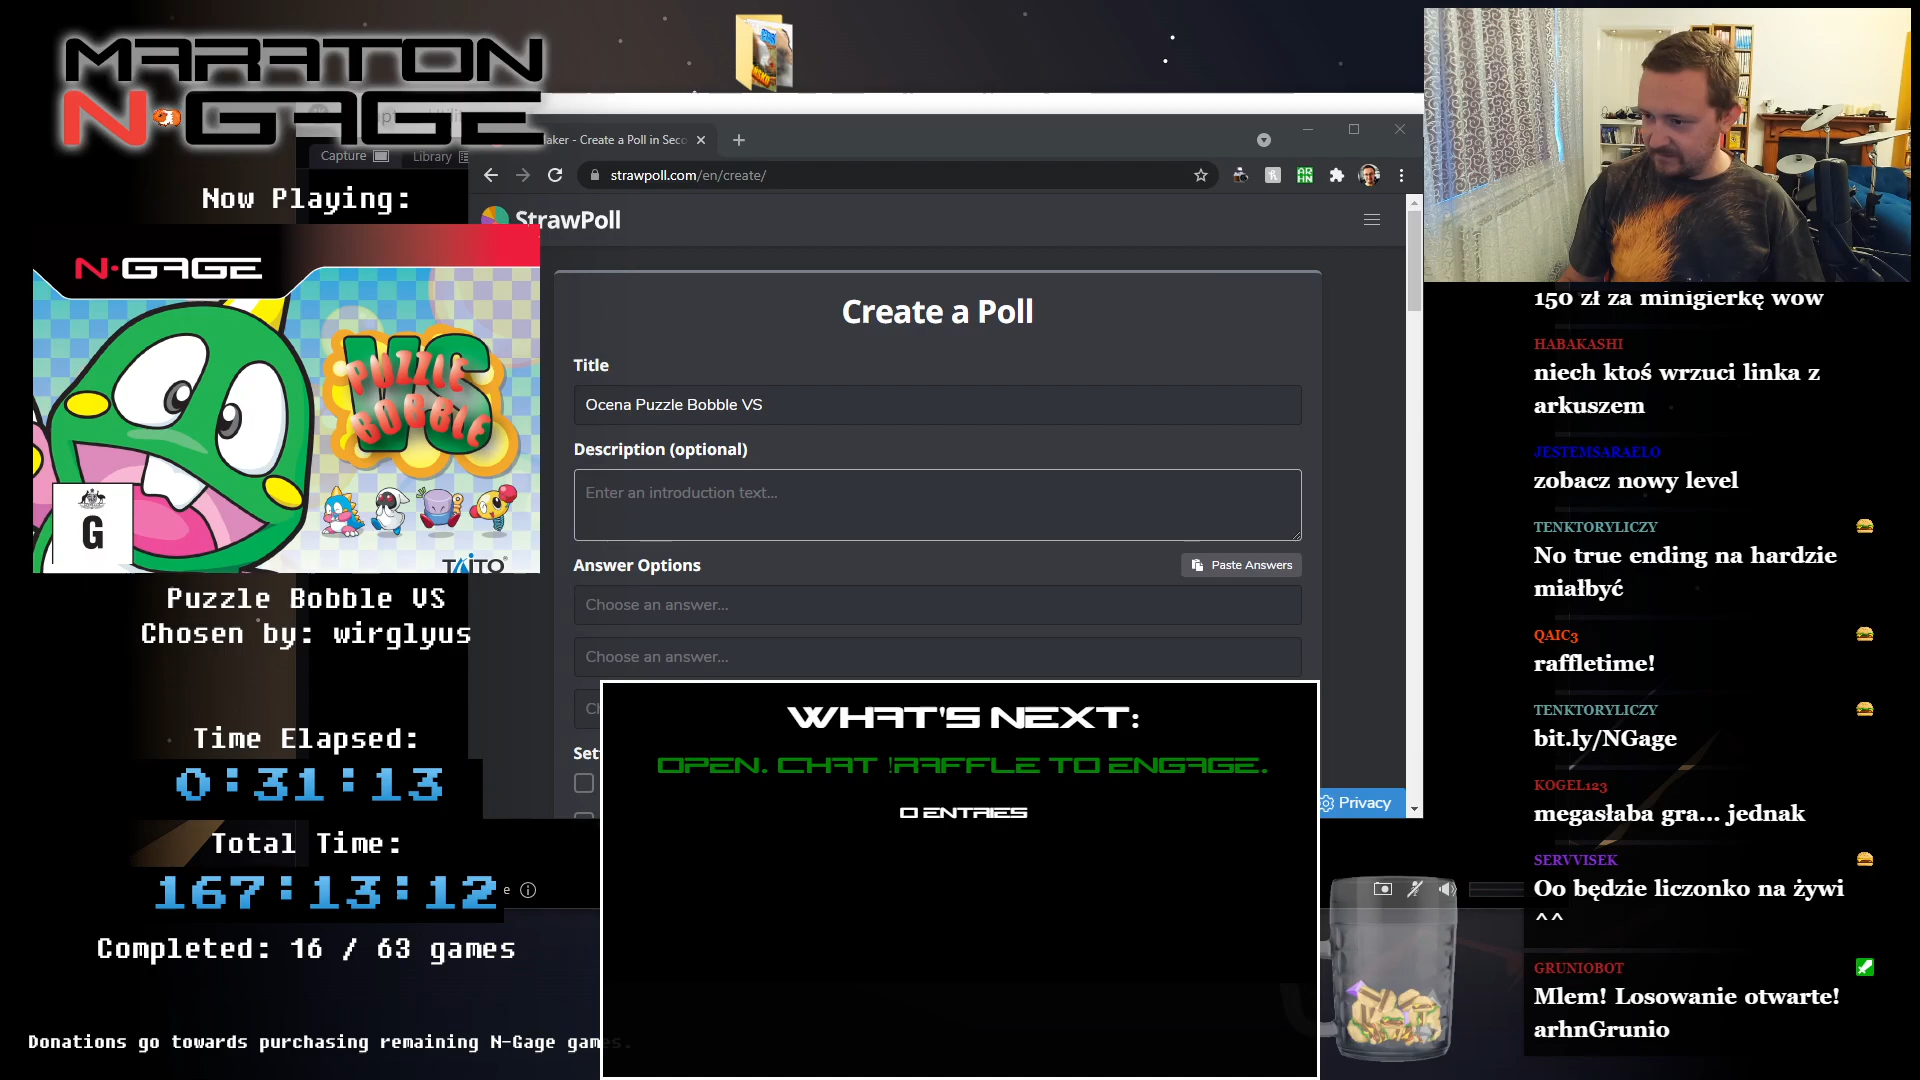 MARATON
N-GAGE
Now Playing:
N-GAGE
VS
PUZZLE
BOBBLE
G
TAITO
Puzzle Bobble VS
Chosen by: wirglyus
Time Elapsed:
0:31:13
Total Time:
167:13:12
Completed: 16 / 63 games
Donations go towards purchasing remaining N-Gage games.
Capture
Library
laker - Create a Poll in Seco
strawpoll.com/en/create/
ARHN
StrawPoll
Create a Poll
Title
Ocena Puzzle Bobble VS
Description (optional)
Enter an introduction text...
Answer Options
Paste Answers
Choose an answer...
Choose an answer...
Privacy
WHAT'S NEXT:
OPEN. CHAT !RAFFLE TO ENGAGE.
0 ENTRIES
150 zł za minigierkę wow
HABAKASHI
niech ktoś wrzuci linka z
arkuszem
JESTEMSARAELO
zobacz nowy level
TENKTORYLICZY
No true ending na hardzie
miałbyć
QAIC3
raffletime!
TENKTORYLICZY
bit.ly/NGage
KOGEL123
megasłaba gra... jednak
SERVVISEK
Oo będzie liczonko na żywi
^^
GRUNIOBOT
Mlem! Losowanie otwarte!
arhnGrunio